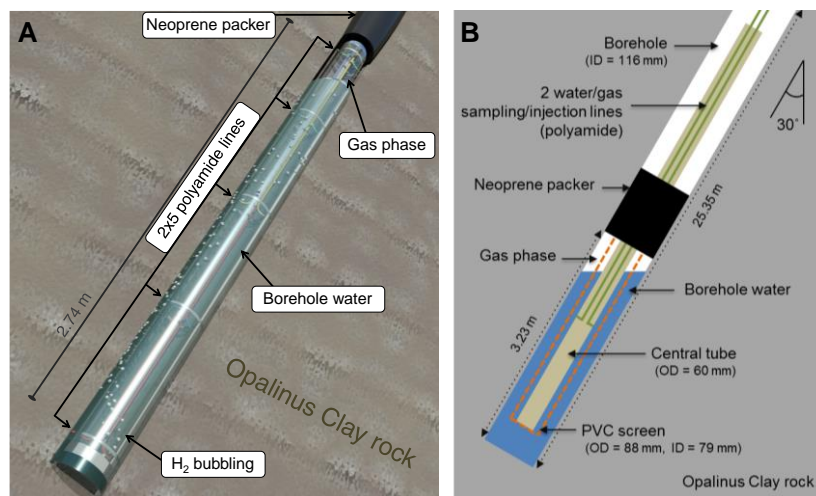 A
Neoprene packer
Gas phase
2x5 polyamide lines
Borehole water
2.74 m
Opalinus Clay rock
H₂ bubbling
B
Borehole
(ID = 116 mm)
2 water/gas
sampling/injection lines
(polyamide)
30°
Neoprene packer
25.35 m
Gas phase
Borehole water
3.23 m
Central tube
(OD = 60 mm)
PVC screen
(OD = 88 mm, ID = 79 mm)
Opalinus Clay rock